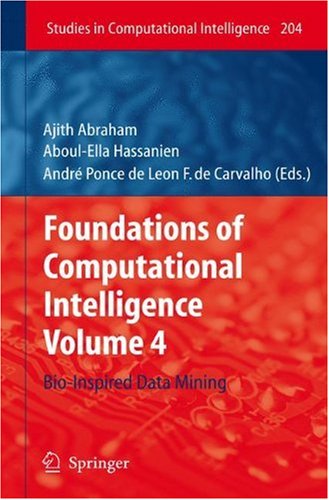 Studies in Computational Intelligence 204
Ajith Abraham
Aboul-Ella Hassanien
André Ponce de Leon F. de Carvalho (Eds.)
Foundations of
Computational
Intelligence
Volume 4
Bio-Inspired Data Mining
Springer